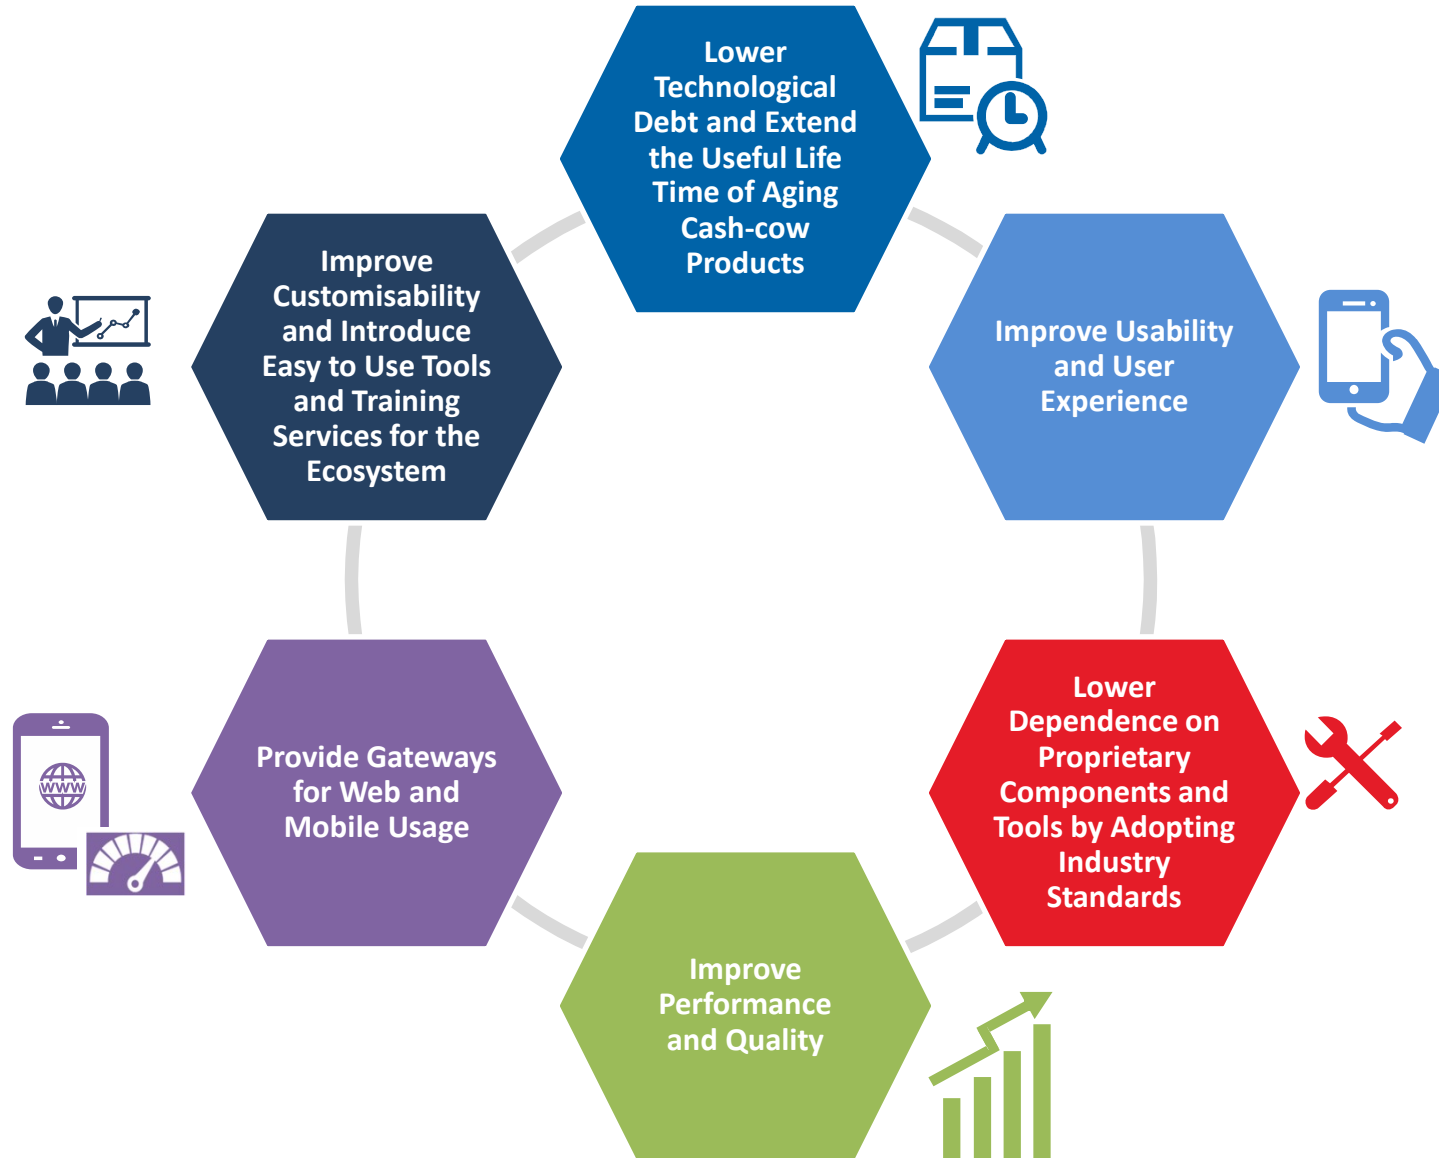 Lower
Technological
Debt and Extend
the Useful Life
Time of Aging
Cash-cow
Products
Improve Usability
and User
Experience
Lower
Dependence on
Proprietary
Components and
Tools by Adopting
Industry
Standards
Improve
Performance
and Quality
Provide Gateways
for Web and
Mobile Usage
WWW
Improve
Customisability
and Introduce
Easy to Use Tools
and Training
Services for the
Ecosystem